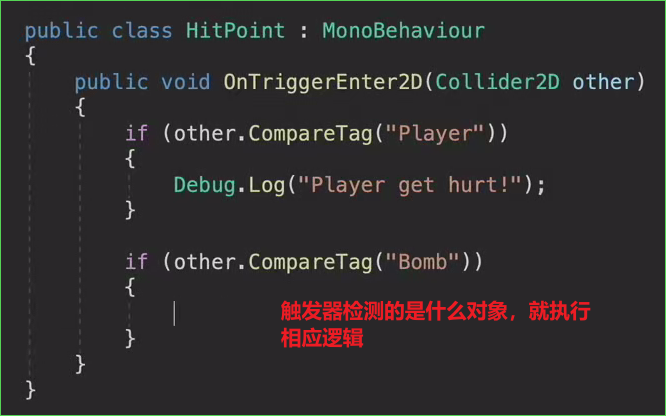 public class HitPoint : MonoBehaviour
{
    public void OnTriggerEnter2D(Collider2D other)
    {
        if (other.CompareTag("Player"))
        {
            Debug.Log("Player get hurt!");
        }

        if (other.CompareTag("Bomb"))
        {
            触发器检测的是什么对象，就执行
            相应逻辑
        }
    }
}